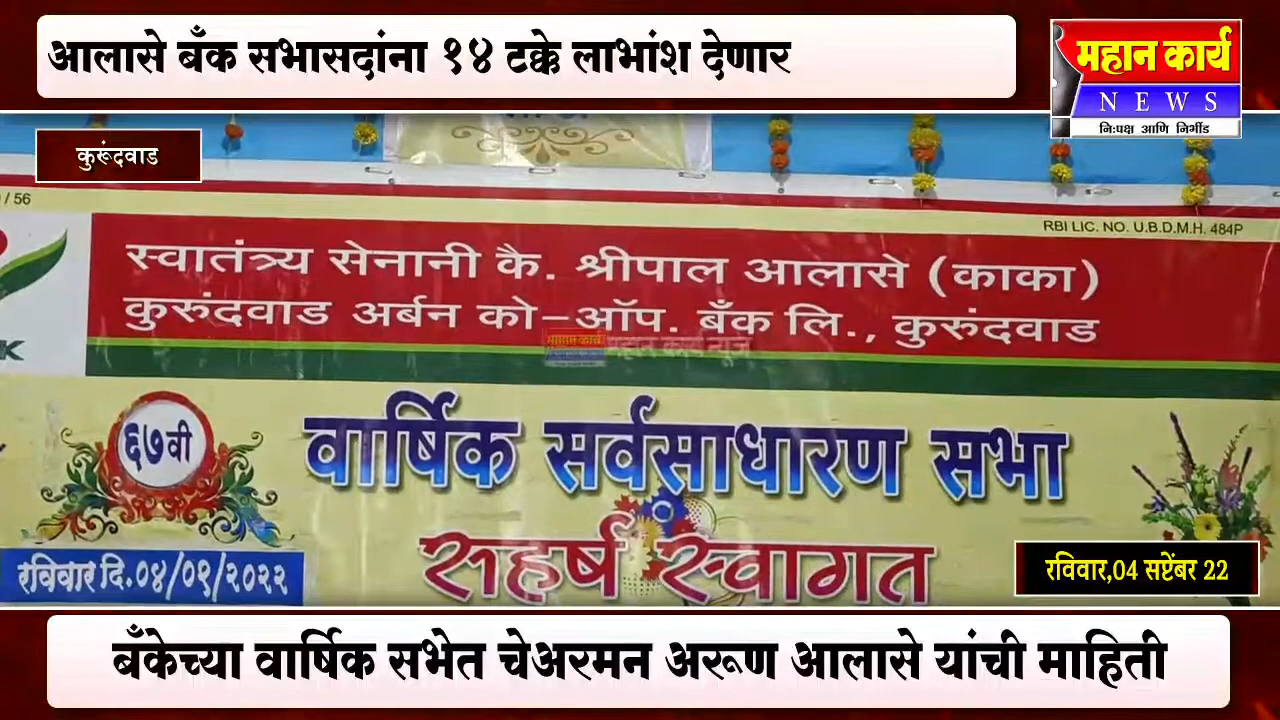 आलासे बँक सभासदांना १४ टक्के लाभांश देणार
महान कार्य
NEWS
नि:पक्ष आणि निर्भीड
कुरूंदवाड
/ 56
RBI LIC. NO. U.B.D.M.H. 484P
स्वातंत्र्य सेनानी कै. श्रीपाल आलासे (काका)
कुरुंदवाड अर्बन को-ऑप. बँक लि., कुरुंदवाड
K
महान कार्य न्यूज
६७वी
वार्षिक सर्वसाधारण सभा
सहर्ष स्वागत
रविवार दि.०४/०९/२०२२
रविवार,04 सप्टेंबर 22
बँकेच्या वार्षिक सभेत चेअरमन अरूण आलासे यांची माहिती